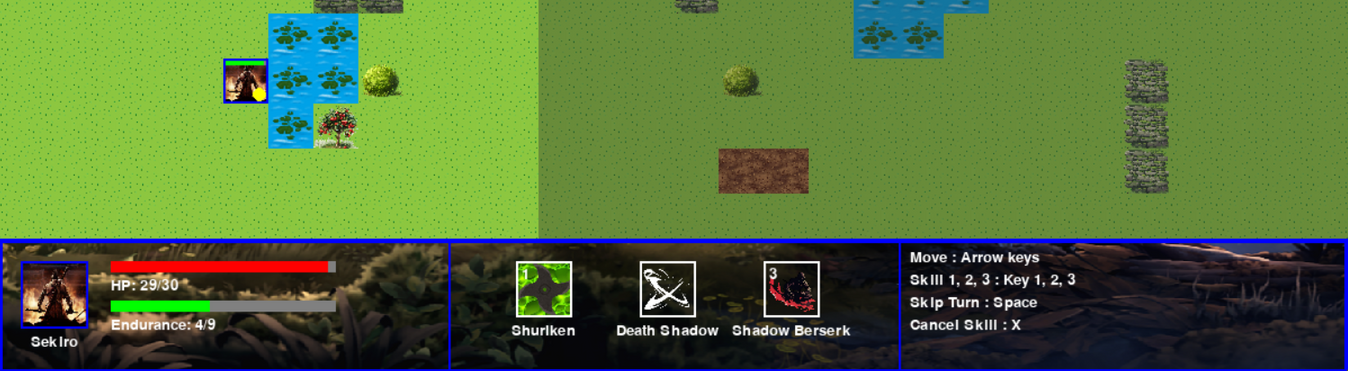 HP: 29/30
Endurance: 4/9
Sekiro
1
3
Shuriken
Death Shadow
Shadow Berserk
Move : Arrow keys
Skill 1, 2, 3 : Key 1, 2, 3
Skip Turn : Space
Cancel Skill : X